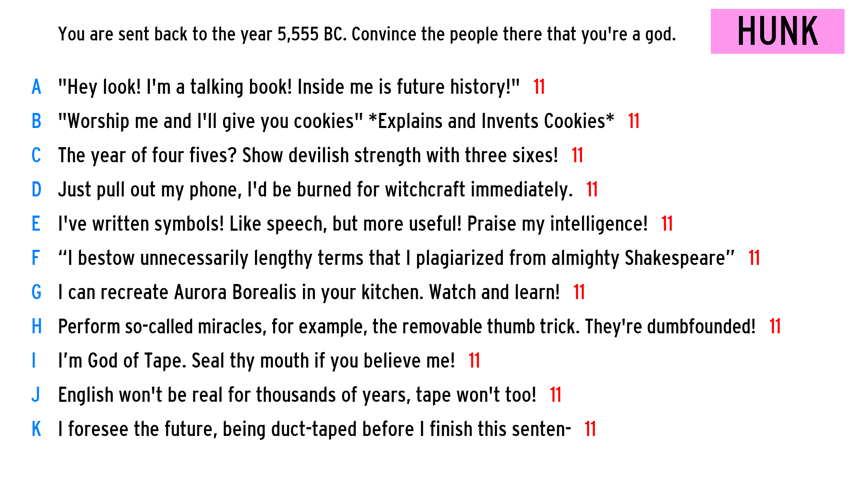 You are sent back to the year 5,555 BC. Convince the people there that you're a god.
HUNK
A "Hey look! I'm a talking book! Inside me is future history!" 11
B "Worship me and I'll give you cookies" *Explains and Invents Cookies* 11
C The year of four fives? Show devilish strength with three sixes! 11
D Just pull out my phone, I'd be burned for witchcraft immediately. 11
E I've written symbols! Like speech, but more useful! Praise my intelligence! 11
F “I bestow unnecessarily lengthy terms that I plagiarized from almighty Shakespeare” 11
G I can recreate Aurora Borealis in your kitchen. Watch and learn! 11
H Perform so-called miracles, for example, the removable thumb trick. They're dumbfounded! 11
I I’m God of Tape. Seal thy mouth if you believe me! 11
J English won't be real for thousands of years, tape won't too! 11
K I foresee the future, being duct-taped before I finish this senten- 11